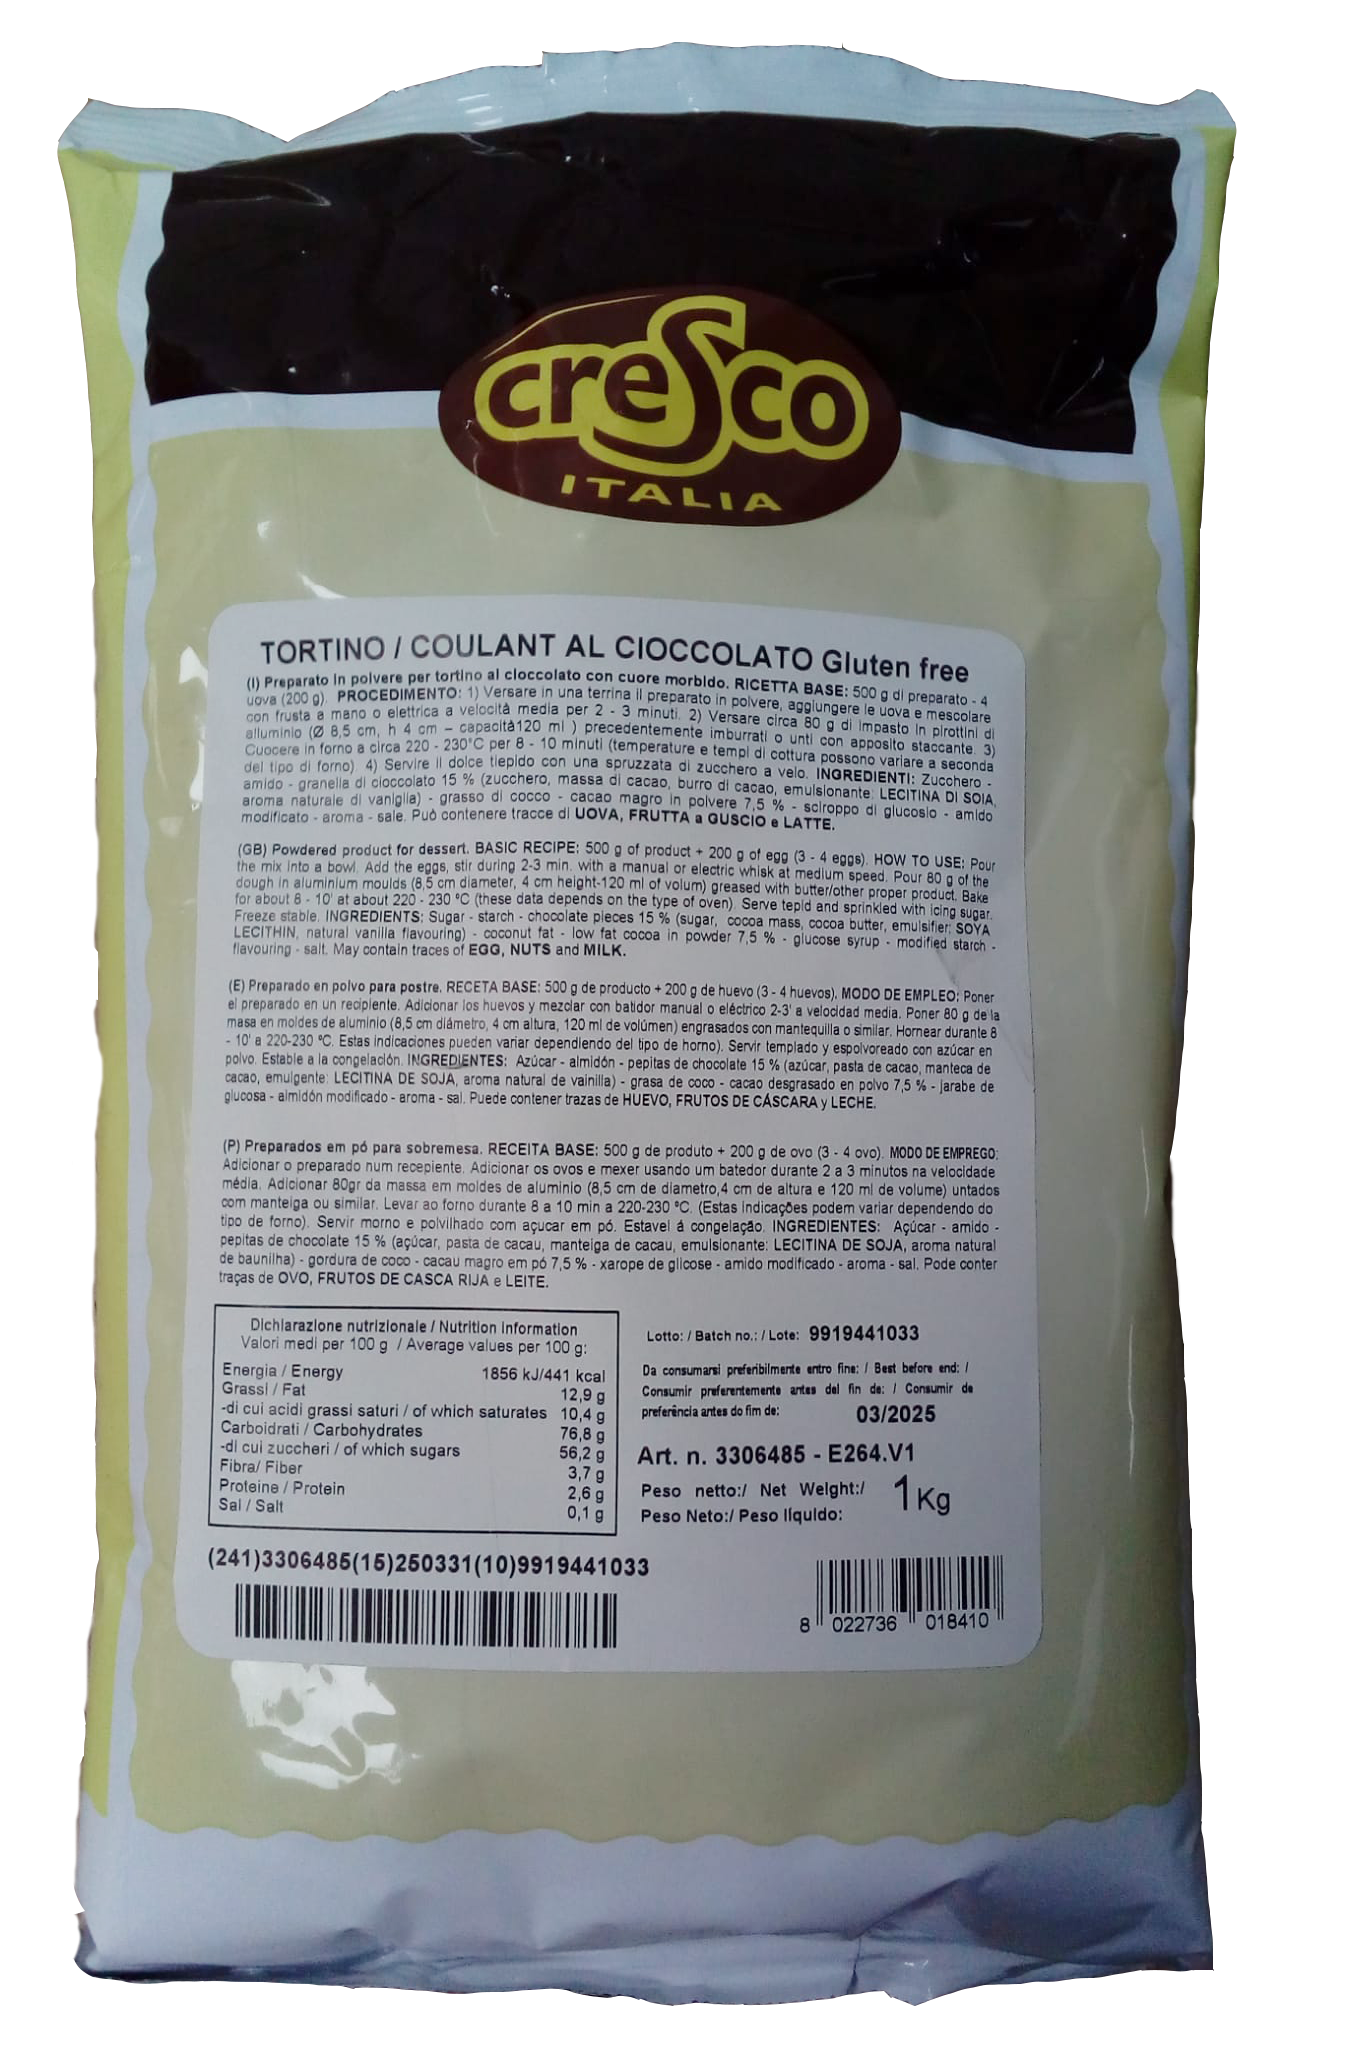 creSco
ITALIA
TORTINO / COULANT AL CIOCCOLATO Gluten free
(I) Preparato in polvere per tortino al cioccolato con cuore morbido. RICETTA BASE: 500 g di preparato - 4
uova (200 g). PROCEDIMENTO: 1) Versare in una terrina il preparato in polvere, aggiungere le uova e mescolare
con frusta a mano o elettrica a velocità media per 2 - 3 minuti. 2) Versare circa 80 g di impasto in pirottini di
alluminio (Ø 8,5 cm, h 4 cm – capacità120 ml ) precedentemente imburrati o unti con apposito staccante. 3)
Cuocere in forno a circa 220 - 230°C per 8 - 10 minuti (temperature e tempi di cottura possono variare a seconda
del tipo di forno). 4) Servire il dolce tiepido con una spruzzata di zucchero a velo. INGREDIENTI: Zucchero -
amido - granella di cioccolato 15 % (zucchero, massa di cacao, burro di cacao, emulsionante: LECITINA DI SOIA,
aroma naturale di vaniglia) - grasso di cocco - cacao magro in polvere 7,5 % - sciroppo di glucosio - amido
modificato - aroma - sale. Può contenere tracce di UOVA, FRUTTA a GUSCIO e LATTE.
(GB) Powdered product for dessert. BASIC RECIPE: 500 g of product + 200 g of egg (3 - 4 eggs). HOW TO USE: Pour
the mix into a bowl. Add the eggs, stir during 2-3 min. with a manual or electric whisk at medium speed. Pour 80 g of the
dough in aluminium moulds (8,5 cm diameter, 4 cm height-120 ml of volum) greased with butter/other proper product. Bake
for about 8 - 10' at about 220 - 230 °C (these data depends on the type of oven). Serve tepid and sprinkled with icing sugar.
Freeze stable. INGREDIENTS: Sugar - starch - chocolate pieces 15 % (sugar, cocoa mass, cocoa butter, emulsifier: SOYA
LECITHIN, natural vanilla flavouring) - coconut fat - low fat cocoa in powder 7,5 % - glucose syrup - modified starch -
flavouring - salt. May contain traces of EGG, NUTS and MILK.
(E) Preparado en polvo para postre. RECETA BASE: 500 g de producto + 200 g de huevo (3 - 4 huevos). MODO DE EMPLEO: Poner
el preparado en un recipiente. Adicionar los huevos y mezclar con batidor manual o eléctrico 2-3' a velocidad media. Poner 80 g de la
masa en moldes de aluminio (8,5 cm diámetro, 4 cm altura, 120 ml de volúmen) engrasados con mantequilla o similar. Hornear durante 8
- 10' a 220-230 °C. Estas indicaciones pueden variar dependiendo del tipo de horno). Servir templado y espolvoreado con azúcar en
polvo. Estable a la congelación. INGREDIENTES: Azúcar - almidón - pepitas de chocolate 15 % (azúcar, pasta de cacao, manteca de
cacao, emulgente: LECITINA DE SOJA, aroma natural de vainilla) - grasa de coco - cacao desgrasado en polvo 7,5 % - jarabe de
glucosa - almidón modificado - aroma - sal. Puede contener trazas de HUEVO, FRUTOS DE CÁSCARA y LECHE.
(P) Preparados em pó para sobremesa. RECEITA BASE: 500 g de produto + 200 g de ovo (3 - 4 ovo). MODO DE EMPREGO:
Adicionar o preparado num recepiente. Adicionar os ovos e mexer usando um batedor durante 2 a 3 minutos na velocidade
média. Adicionar 80gr da massa em moldes de aluminio (8,5 cm de diametro,4 cm de altura e 120 ml de volume) untados
com manteiga ou similar. Levar ao forno durante 8 a 10 min a 220-230 °C. (Estas indicações podem variar dependendo do
tipo de forno). Servir morno e polvilhado com açucar em pó. Estavel á congelação. INGREDIENTES: Açúcar - amido -
pepitas de chocolate 15 % (açúcar, pasta de cacau, manteiga de cacau, emulsionante: LECITINA DE SOJA, aroma natural
de baunilha) - gordura de coco - cacau magro em pó 7,5 % - xarope de glicose - amido modificado - aroma - sal. Pode conter
traças de OVO, FRUTOS DE CASCA RIJA e LEITE.
Dichiarazione nutrizionale / Nutrition information
Valori medi per 100 g / Average values per 100 g:
Energia / Energy 1856 kJ/441 kcal
Grassi / Fat 12,9 g
-di cui acidi grassi saturi / of which saturates 10,4 g
Carboidrati / Carbohydrates 76,8 g
-di cui zuccheri / of which sugars 56,2 g
Fibra/ Fiber 3,7 g
Proteine / Protein 2,6 g
Sal / Salt 0,1 g
Lotto: / Batch no.: / Lote: 9919441033
Da consumarsi preferibilmente entro fine: / Best before end: /
Consumir preferentemente antes del fin de: / Consumir de
preferência antes do fim de: 03/2025
Art. n. 3306485 - E264.V1
Peso netto:/ Net Weight:/ 1 Kg
Peso Neto:/ Peso líquido:
(241)3306485(15)250331(10)9919441033
8 022736 018410